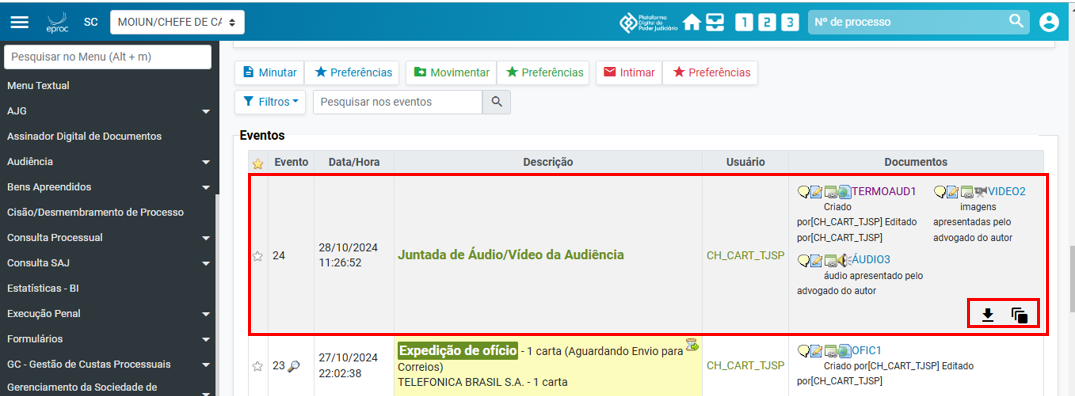 eproc
SC
MOIUN/CHEFE DE CA
Plataforma
Digital do
Poder Judiciário
1 2 3
Nº de processo
Pesquisar no Menu (Alt + m)
Menu Textual
AJG
Assinador Digital de Documentos
Audiência
Bens Apreendidos
Cisão/Desmembramento de Processo
Consulta Processual
Consulta SAJ
Estatísticas - BI
Execução Penal
Formulários
GC - Gestão de Custas Processuais
Gerenciamento da Sociedade de
Minutar
Preferências
Movimentar
Preferências
Intimar
Preferências
Filtros
Pesquisar nos eventos
Eventos
Evento Data/Hora Descrição Usuário Documentos
24
28/10/2024
11:26:52
Juntada de Áudio/Vídeo da Audiência
CH_CART_TJSP
TERMOAUD1
Criado
por[CH_CART_TJSP] Editado
por[CH_CART_TJSP]
VIDEO2
imagens
apresentadas pelo
advogado do autor
ÁUDIO3
áudio apresentado pelo
advogado do autor
23
27/10/2024
22:02:38
Expedição de ofício - 1 carta (Aguardando Envio para
Correios)
TELEFONICA BRASIL S.A. - 1 carta
CH_CART_TJSP
OFIC1
Criado por[CH_CART_TJSP] Editado
por[CH_CART_TJSP]